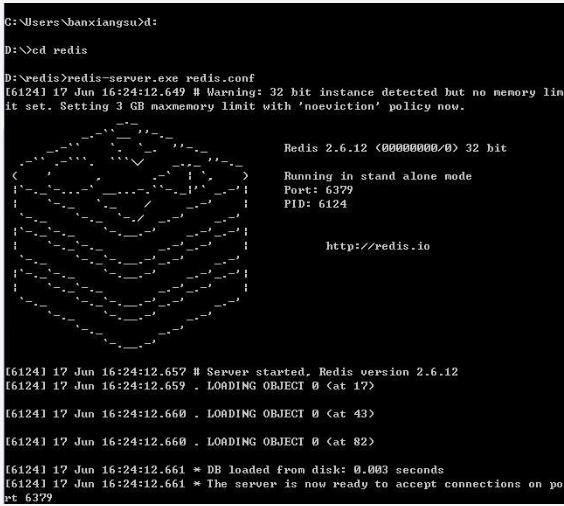 C:\Users\banxiangsu>d:
D:\>cd redis
D:\redis>redis-server.exe redis.conf
[6124] 17 Jun 16:24:12.649 # Warning: 32 bit instance detected but no memory lim
it set. Setting 3 GB maxmemory limit with 'noeviction' policy now.
Redis 2.6.12 (00000000/0) 32 bit
Running in stand alone mode
Port: 6379
PID: 6124
http://redis.io
[6124] 17 Jun 16:24:12.657 # Server started, Redis version 2.6.12
[6124] 17 Jun 16:24:12.659 . LOADING OBJECT 0 (at 17)
[6124] 17 Jun 16:24:12.660 . LOADING OBJECT 0 (at 43)
[6124] 17 Jun 16:24:12.660 . LOADING OBJECT 0 (at 82)
[6124] 17 Jun 16:24:12.661 * DB loaded from disk: 0.003 seconds
[6124] 17 Jun 16:24:12.661 * The server is now ready to accept connections on po
rt 6379